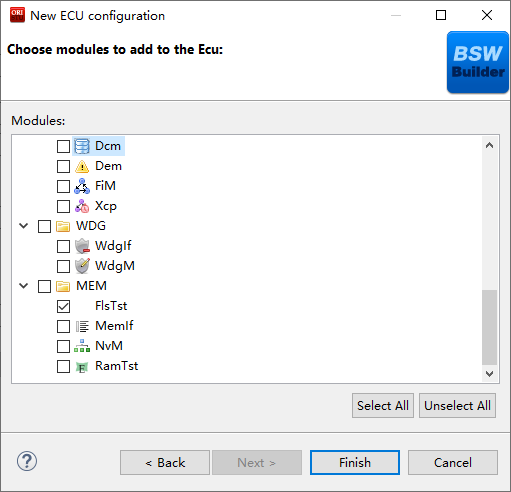 New ECU configuration
Choose modules to add to the Ecu:
BSW
Builder
Modules:
Dcm
Dem
FiM
Xcp
WDG
WdgIf
WdgM
MEM
FlsTst
MemIf
NvM
RamTst
Select All
Unselect All
< Back
Next >
Finish
Cancel